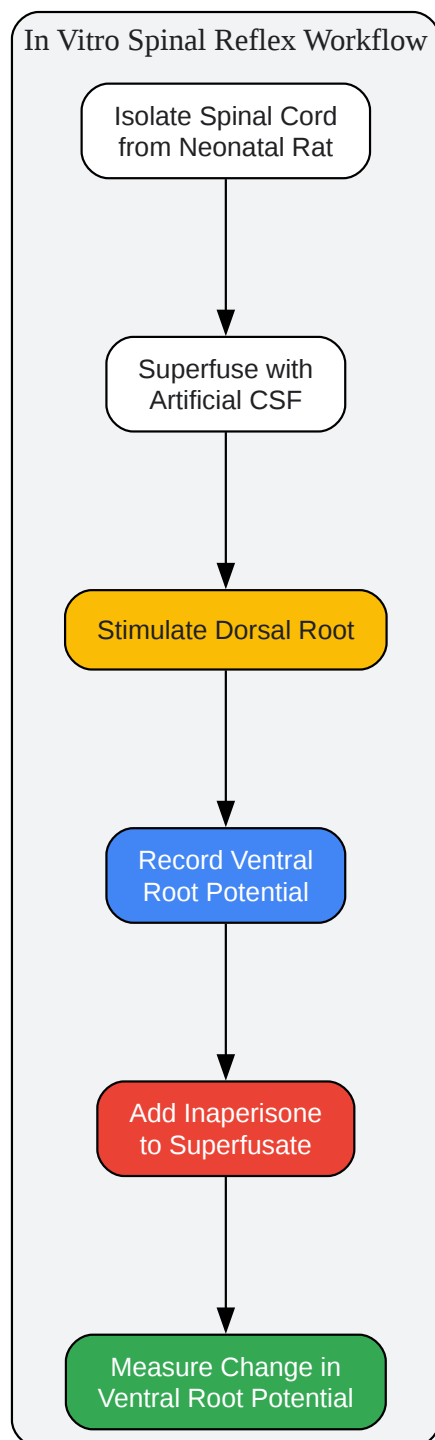 In Vitro Spinal Reflex Workflow
Isolate Spinal Cord
from Neonatal Rat
Superfuse with
Artificial CSF
Stimulate Dorsal Root
Record Ventral
Root Potential
Add Inaperisone
to Superfusate
Measure Change in
Ventral Root Potential